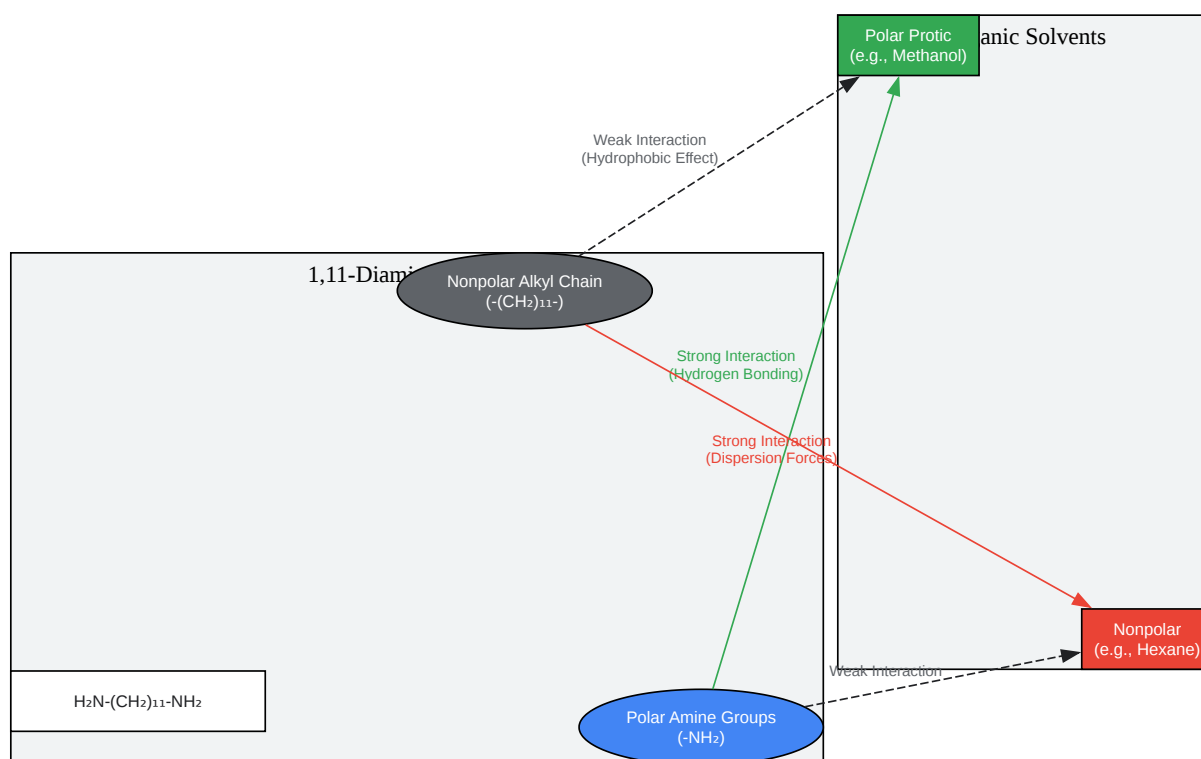 Polar Protic
(e.g., Methanol)
anic Solvents
Weak Interaction
(Hydrophobic Effect)
1,11-Diami
Nonpolar Alkyl Chain
(-(CH₂)₁₁-)
Strong Interaction
(Hydrogen Bonding)
Strong Interaction
(Dispersion Forces)
Nonpolar
(e.g., Hexane)
Weak Interaction
H₂N-(CH₂)₁₁-NH₂
Polar Amine Groups
(-NH₂)